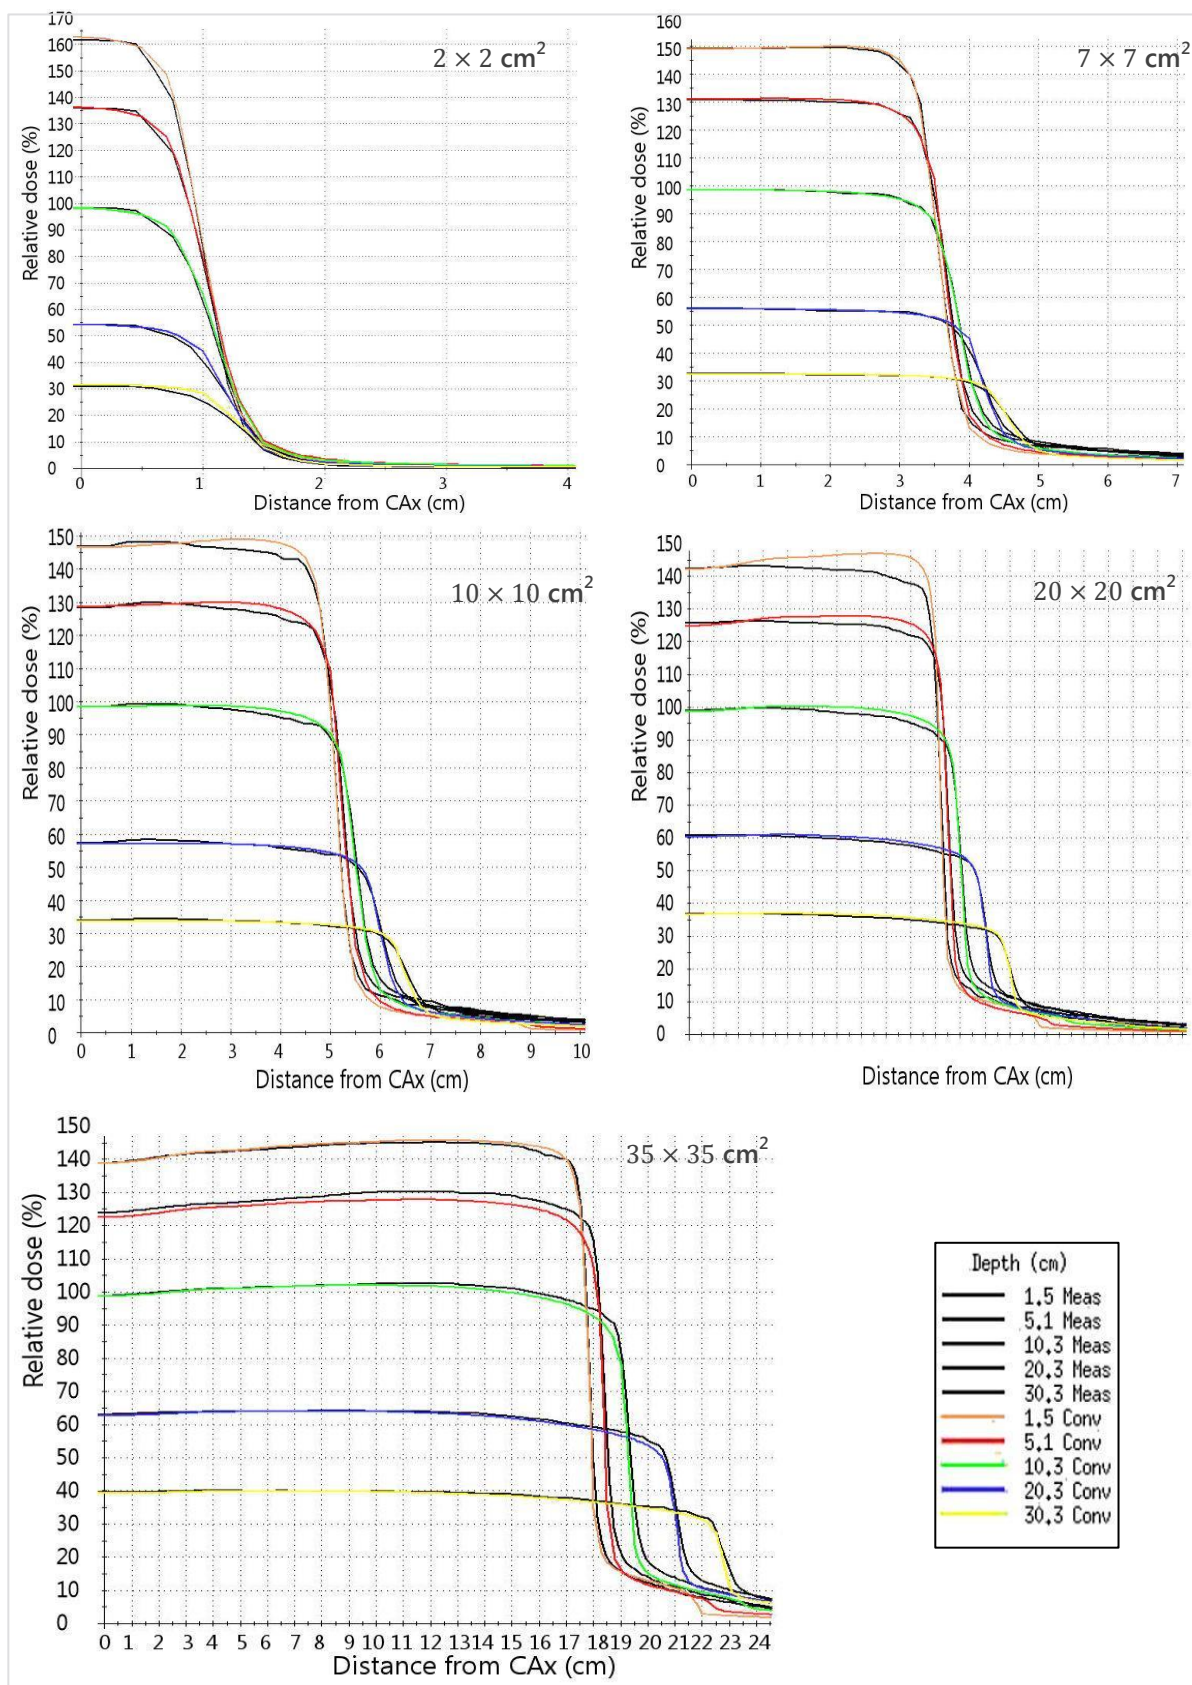 2 × 2 cm²
Relative dose (%)
170
160
150
140
130
120
110
100
90
80
70
60
50
40
30
20
10
0
0 1 2 3 4
Distance from CAx (cm)
7 × 7 cm²
Relative dose (%)
160
150
140
130
120
110
100
90
80
70
60
50
40
30
20
10
0
0 1 2 3 4 5 6 7
Distance from CAx (cm)
10 × 10 cm²
Relative dose (%)
150
140
130
120
110
100
90
80
70
60
50
40
30
20
10
0
0 1 2 3 4 5 6 7 8 9 10
Distance from CAx (cm)
20 × 20 cm²
Relative dose (%)
150
140
130
120
110
100
90
80
70
60
50
40
30
20
10
0
Distance from CAx (cm)
35 × 35 cm²
Relative dose (%)
150
140
130
120
110
100
90
80
70
60
50
40
30
20
10
0
0 1 2 3 4 5 6 7 8 9 10 11 12 13 14 15 16 17 18 19 20 21 22 23 24
Distance from CAx (cm)
Depth (cm)
1.5 Meas
5.1 Meas
10.3 Meas
20.3 Meas
30.3 Meas
1.5 Conv
5.1 Conv
10.3 Conv
20.3 Conv
30.3 Conv